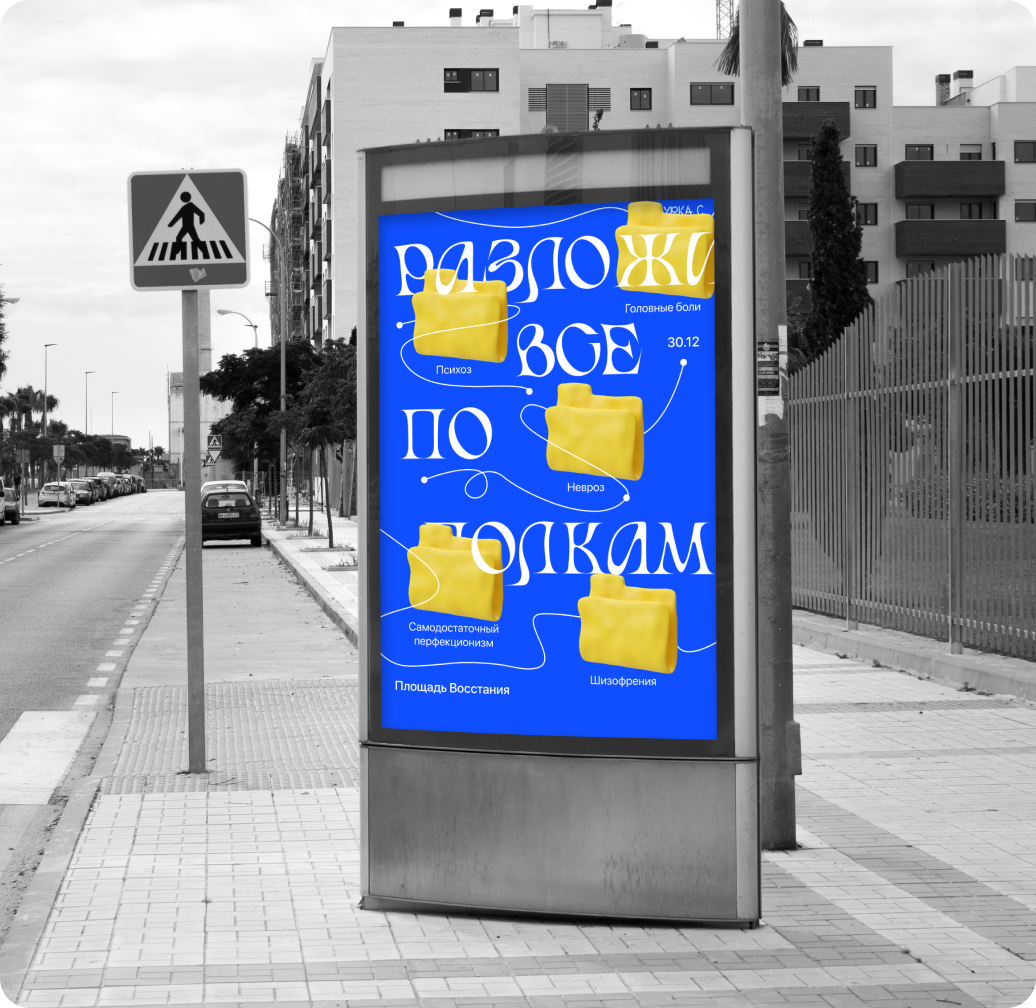 РАЗЛОЖИ
Головные боли
Психоз
ВСЕ
30.12
ПО
Невроз
ПОЛКАМ
Самодостаточный
перфекционизм
Шизофрения
Площадь Восстания